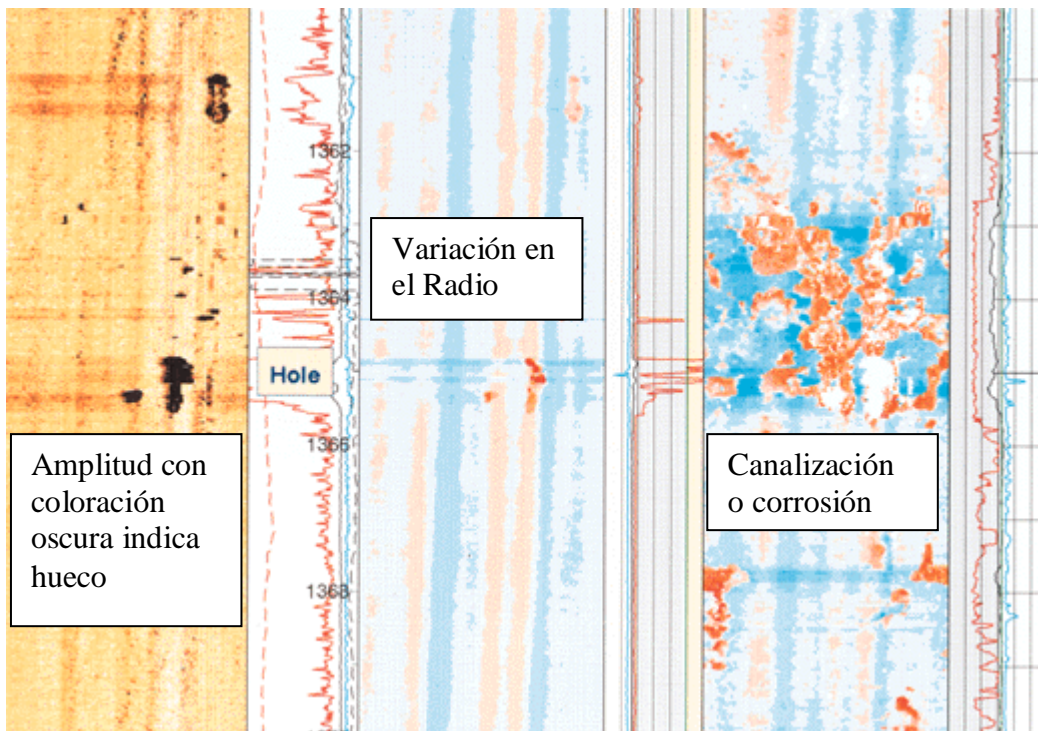 1362
Variación en
el Radio
1364
Hole
1366
Amplitud con
coloración
oscura indica
hueco
Canalización
o corrosión
1368